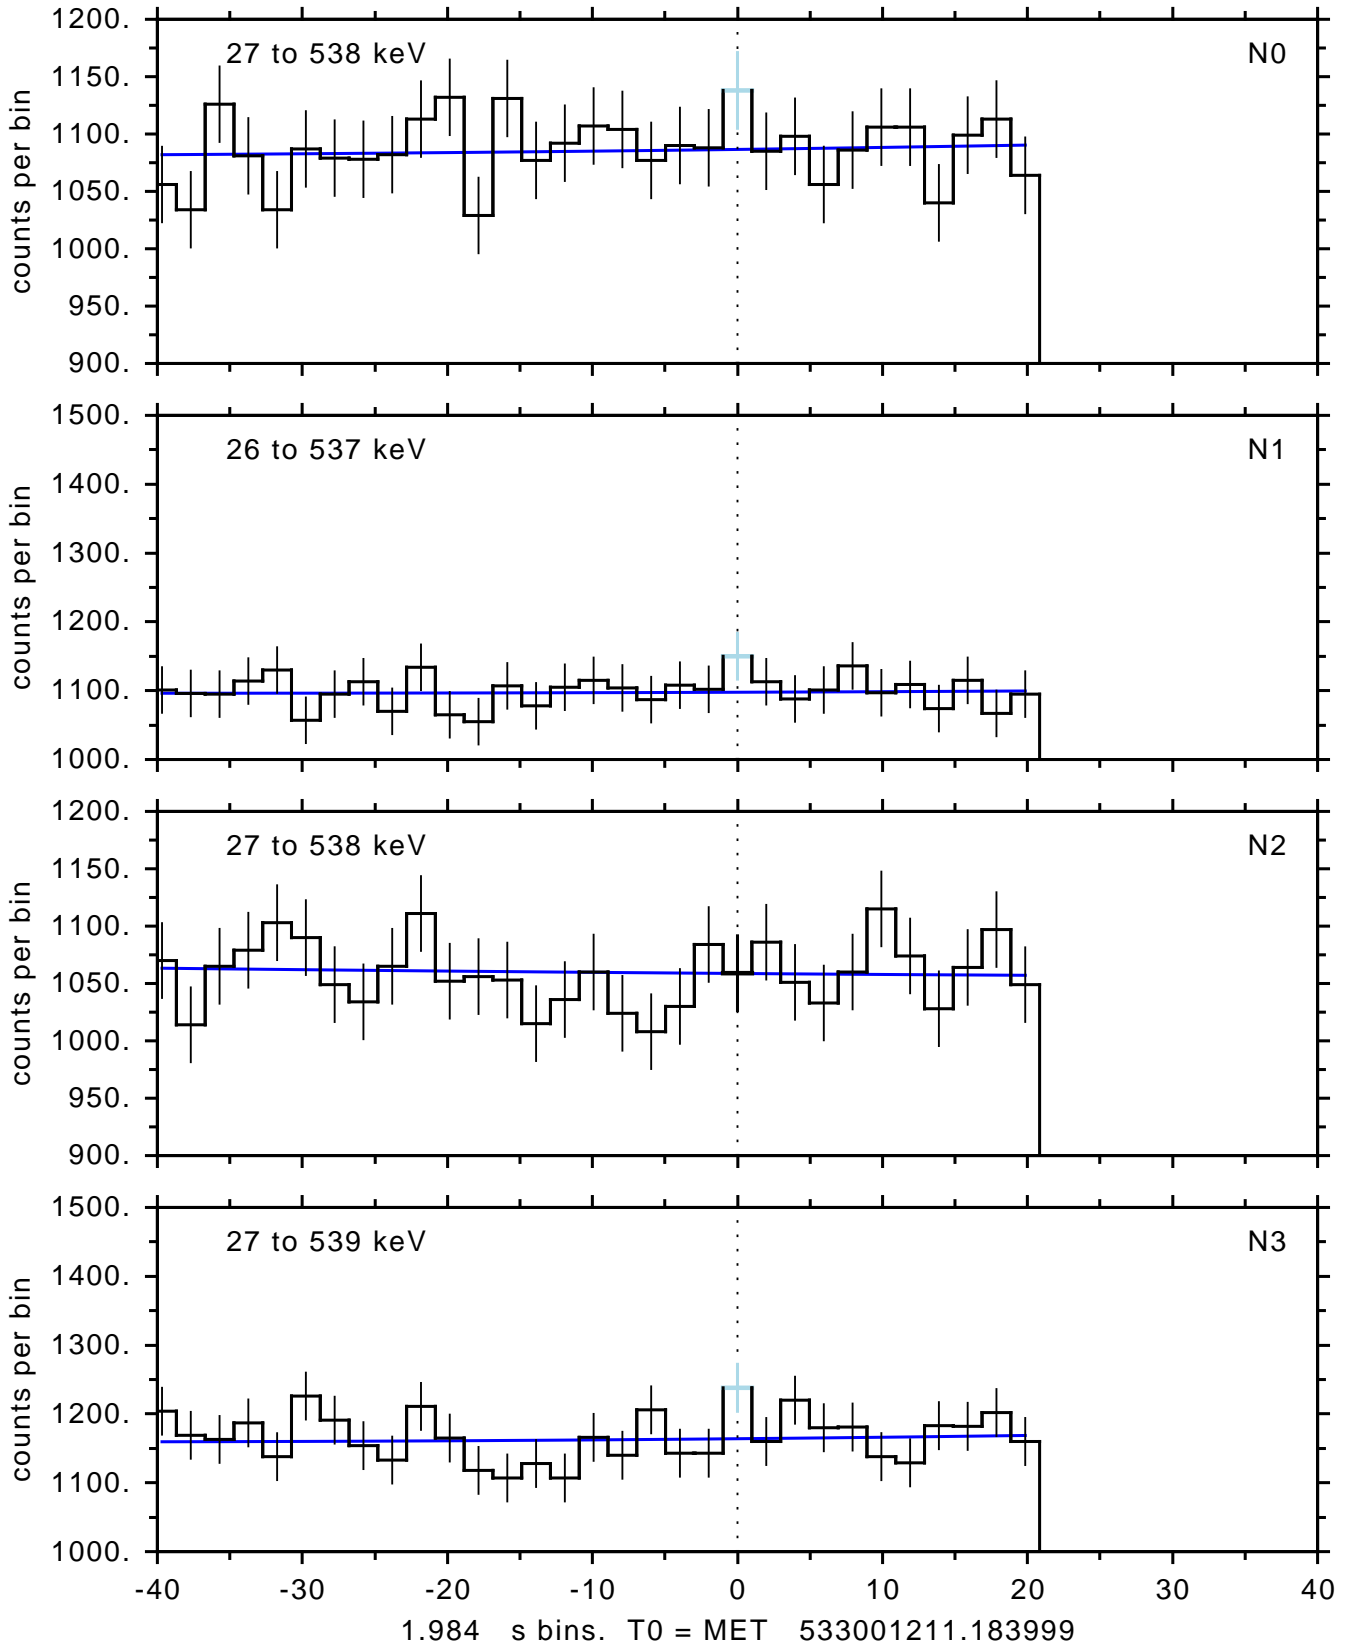 1200.
27 to 538 keV N0
1150.
1100.
1050.
1000.
950.
900.
counts per bin
1500.
26 to 537 keV N1
1400.
1300.
1200.
1100.
1000.
counts per bin
1200.
27 to 538 keV N2
1150.
1100.
1050.
1000.
950.
900.
counts per bin
1500.
27 to 539 keV N3
1400.
1300.
1200.
1100.
1000.
counts per bin
-40 -30 -20 -10 0 10 20 30 40
1.984 s bins. T0 = MET 533001211.183999